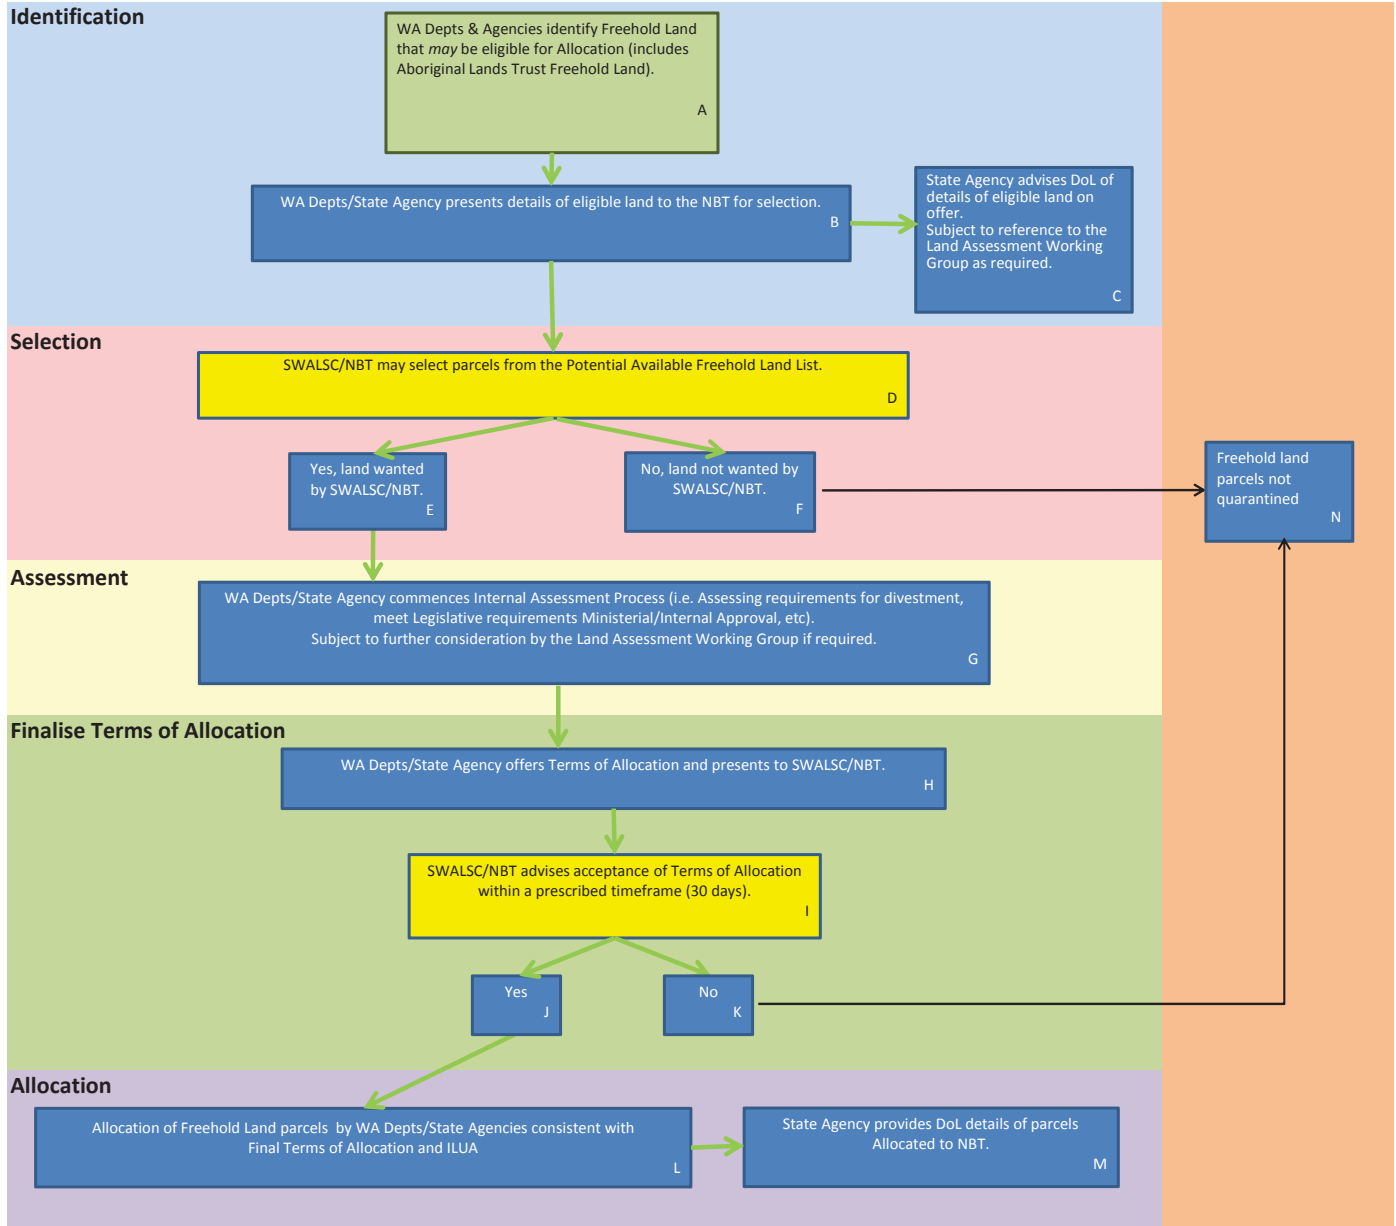 Identification
WA Depts & Agencies identify Freehold Land
that may be eligible for Allocation (includes
Aboriginal Lands Trust Freehold Land).
A
WA Depts/State Agency presents details of eligible land to the NBT for selection.
B
State Agency advises DoL of
details of eligible land on
offer.
Subject to reference to the
Land Assessment Working
Group as required.
C
Selection
SWALSC/NBT may select parcels from the Potential Available Freehold Land List.
D
Yes, land wanted
by SWALSC/NBT.
E
No, land not wanted by
SWALSC/NBT.
F
Freehold land
parcels not
quarantined
N
Assessment
WA Depts/State Agency commences Internal Assessment Process (i.e. Assessing requirements for divestment,
meet Legislative requirements Ministerial/Internal Approval, etc).
Subject to further consideration by the Land Assessment Working Group if required.
G
Finalise Terms of Allocation
WA Depts/State Agency offers Terms of Allocation and presents to SWALSC/NBT.
H
SWALSC/NBT advises acceptance of Terms of Allocation
within a prescribed timeframe (30 days).
I
Yes
J
No
K
Allocation
Allocation of Freehold Land parcels by WA Depts/State Agencies consistent with
Final Terms of Allocation and ILUA
L
State Agency provides DoL details of parcels
Allocated to NBT.
M